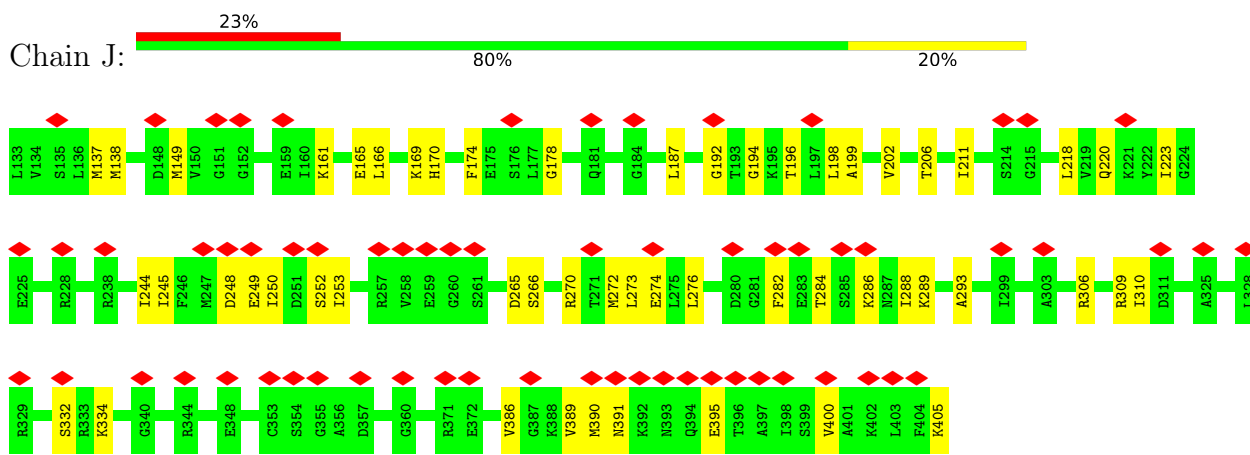 23%
Chain J:
80% 20%
L133 V134 S135 L136 M137 M138 D148 M149 V150 G151 G152 E159 I160 K161 E165 L166 K169 H170 F174 E175 S176 L177 G178 Q181 G184 L187 G192 T193 G194 K195 T196 L197 L198 A199 V202 T206 I211 S214 G215 L218 V219 Q220 K221 Y222 I223 G224
E225 R228 R238 I244 I245 F246 M247 D248 E249 I250 D251 S252 I253 R257 V258 E259 G260 S261 D265 S266 R270 T271 M272 L273 E274 L275 L276 D280 G281 F282 E283 T284 S285 K286 N287 I288 K289 A293 I299 A303 R306 R309 I310 D311 A325 L328
R329 S332 R333 K334 G340 R344 E348 C353 S354 G355 A356 D357 G360 R371 E372 V386 G387 K388 V389 M390 N391 K392 N393 Q394 E395 T396 A397 I398 S399 V400 A401 K402 L403 F404 K405